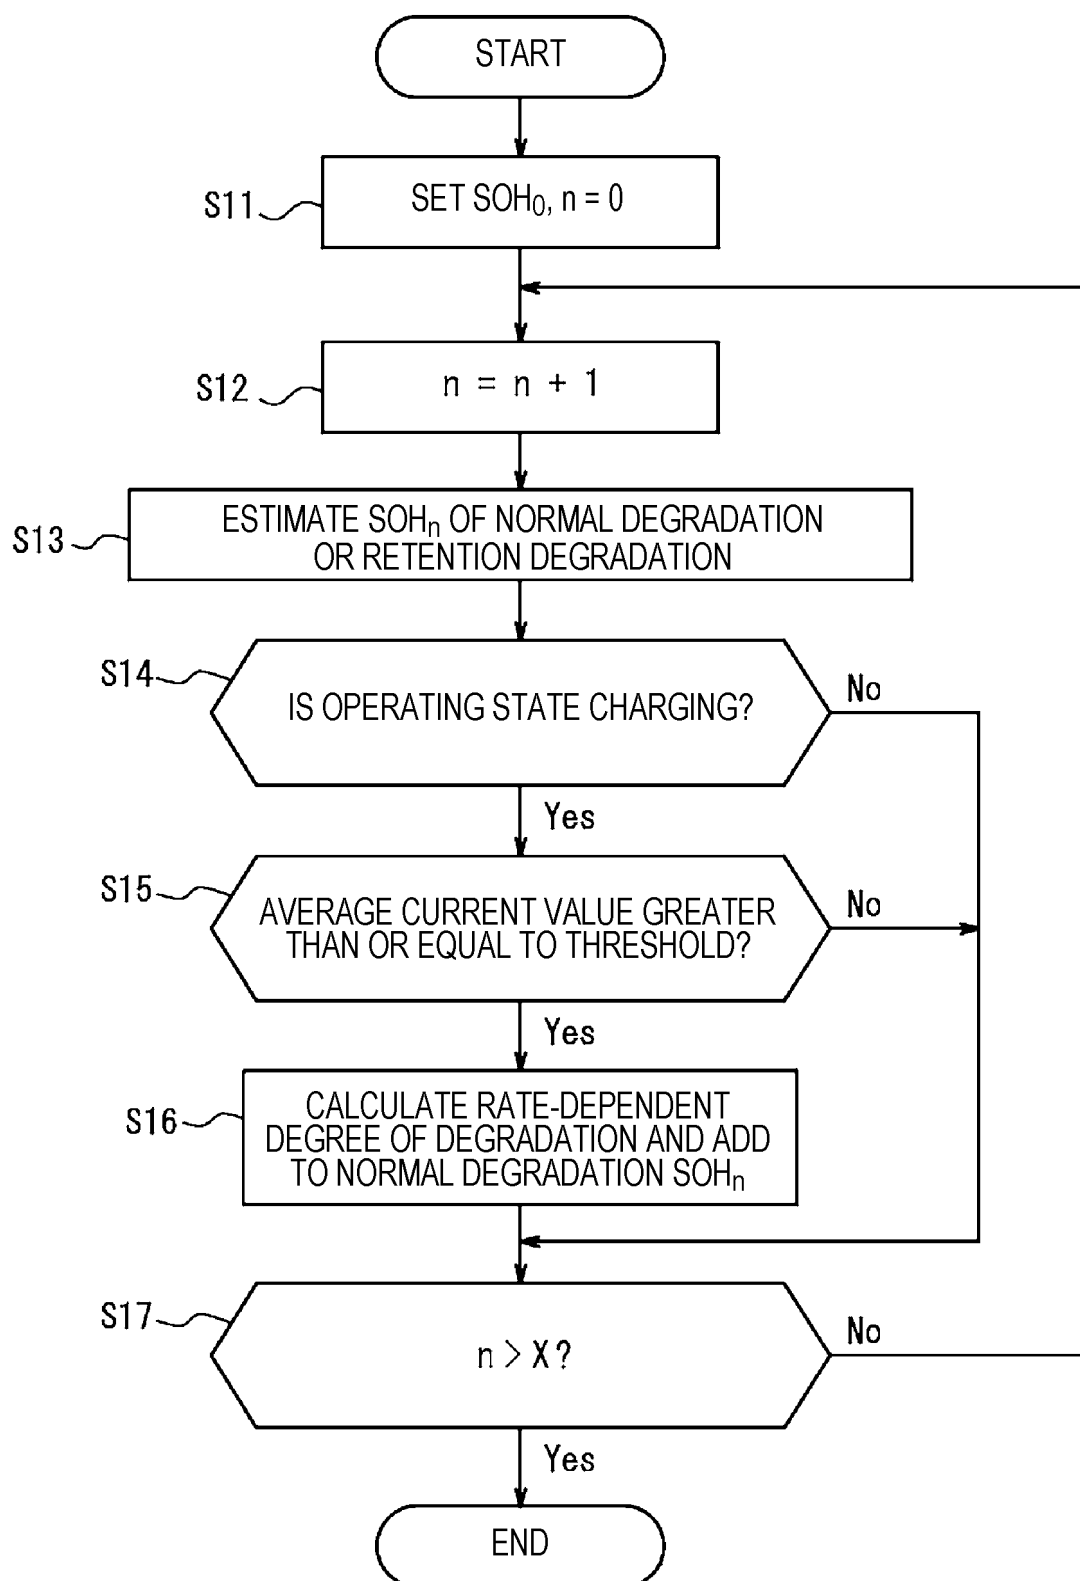 START
S11
SET SOH₀, n = 0
S12
n = n + 1
S13
ESTIMATE SOHₙ OF NORMAL DEGRADATION
OR RETENTION DEGRADATION
S14
IS OPERATING STATE CHARGING?
No
Yes
S15
AVERAGE CURRENT VALUE GREATER
THAN OR EQUAL TO THRESHOLD?
No
Yes
S16
CALCULATE RATE-DEPENDENT
DEGREE OF DEGRADATION AND ADD
TO NORMAL DEGRADATION SOHₙ
S17
n > X?
No
Yes
END